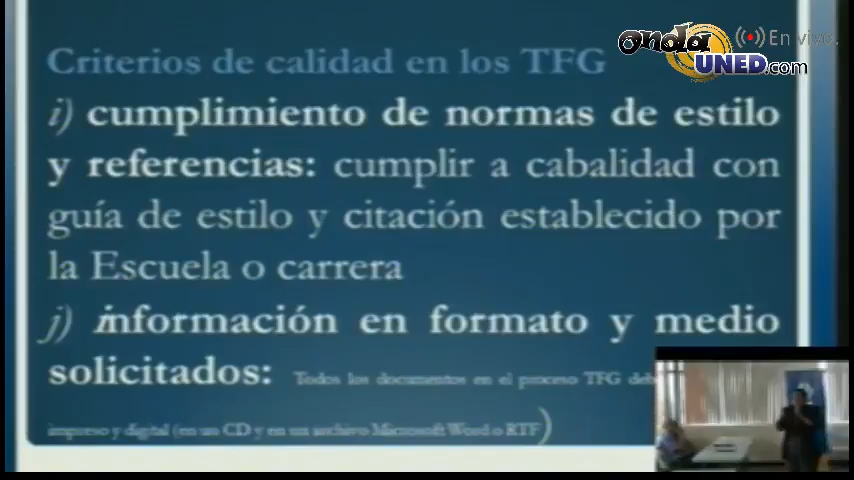 Criterios de calidad en los TFG
onda UNED.com
En vivo.
i) cumplimiento de normas de estilo
y referencias: cumplir a cabalidad con
guía de estilo y citación establecido por
la Escuela o carrera
j) información en formato y medio
solicitados: Todos los documentos en el proceso TFG
impreso y digital (en un CD y en un archivo Microsoft Word o RTF)